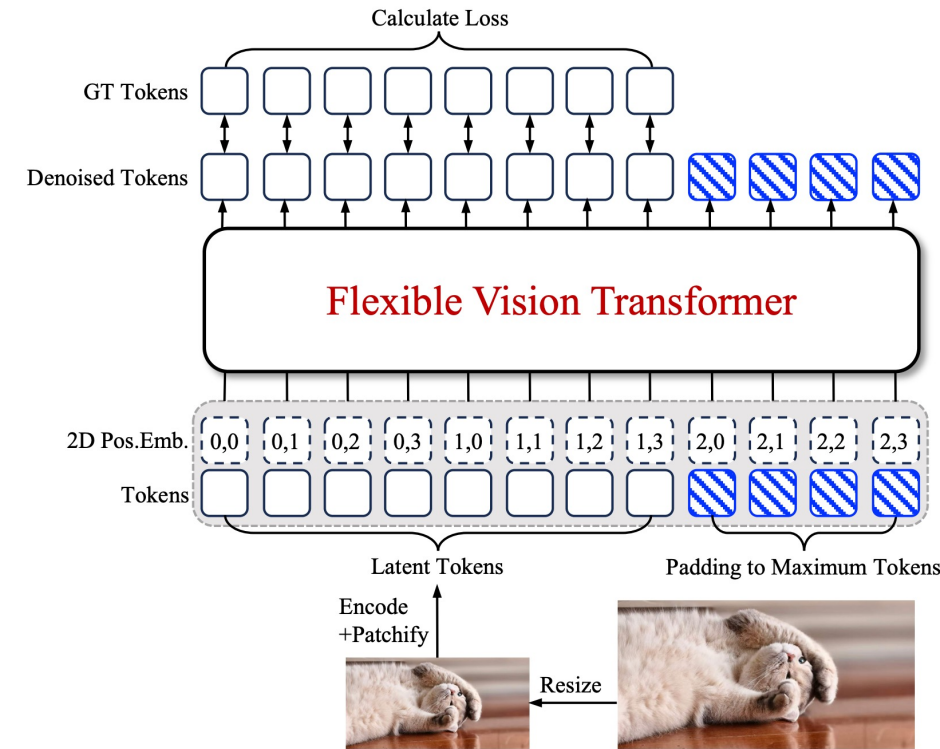 Calculate Loss
GT Tokens
Denoised Tokens
Flexible Vision Transformer
2D Pos.Emb. 0,0 0,1 0,2 0,3 1,0 1,1 1,2 1,3 2,0 2,1 2,2 2,3
Tokens
Latent Tokens
Padding to Maximum Tokens
Encode
+Patchify
Resize